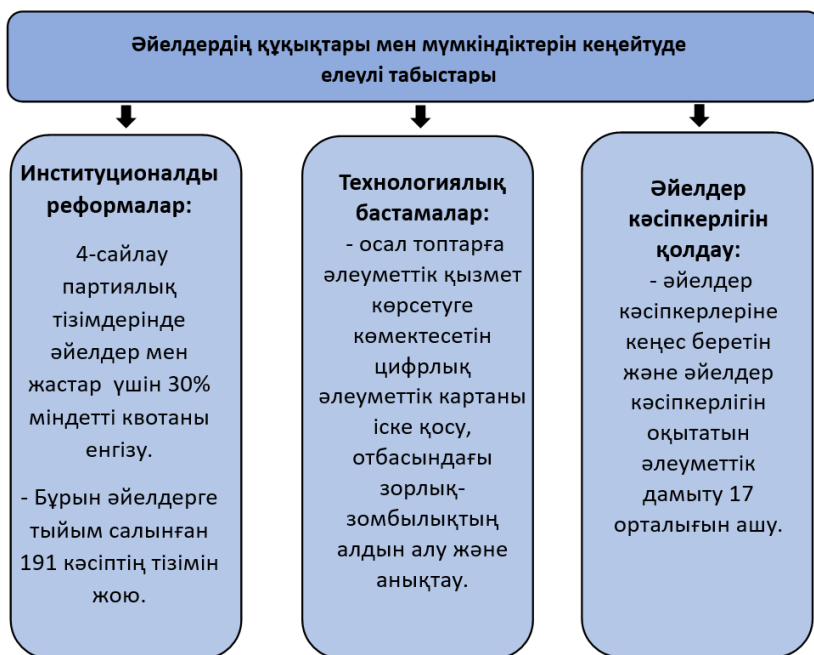 Әйелдердің құқықтары мен мүмкіндіктерін кеңейтуде
елеулі табыстары
Институционалды
реформалар:
4-сайлау
партиялық
тізімдерінде
әйелдер мен
жастар үшін 30%
міндетті квотаны
енгізу.
- Бұрын әйелдерге
тыйым салынған
191 кәсіптің тізімін
жою.
Технологиялық
бастамалар:
- осал топтарға
әлеуметтік қызмет
көрсетуге
көмектесетін
цифрлық
әлеуметтік картаны
іске қосу,
отбасындағы
зорлық-
зомбылықтың
алдын алу және
анықтау.
Әйелдер
кәсіпкерлігін
қолдау:
- әйелдер
кәсіпкерлеріне
кеңес беретін
және әйелдер
кәсіпкерлігін
оқытатын
әлеуметтік
дамыту 17
орталығын ашу.